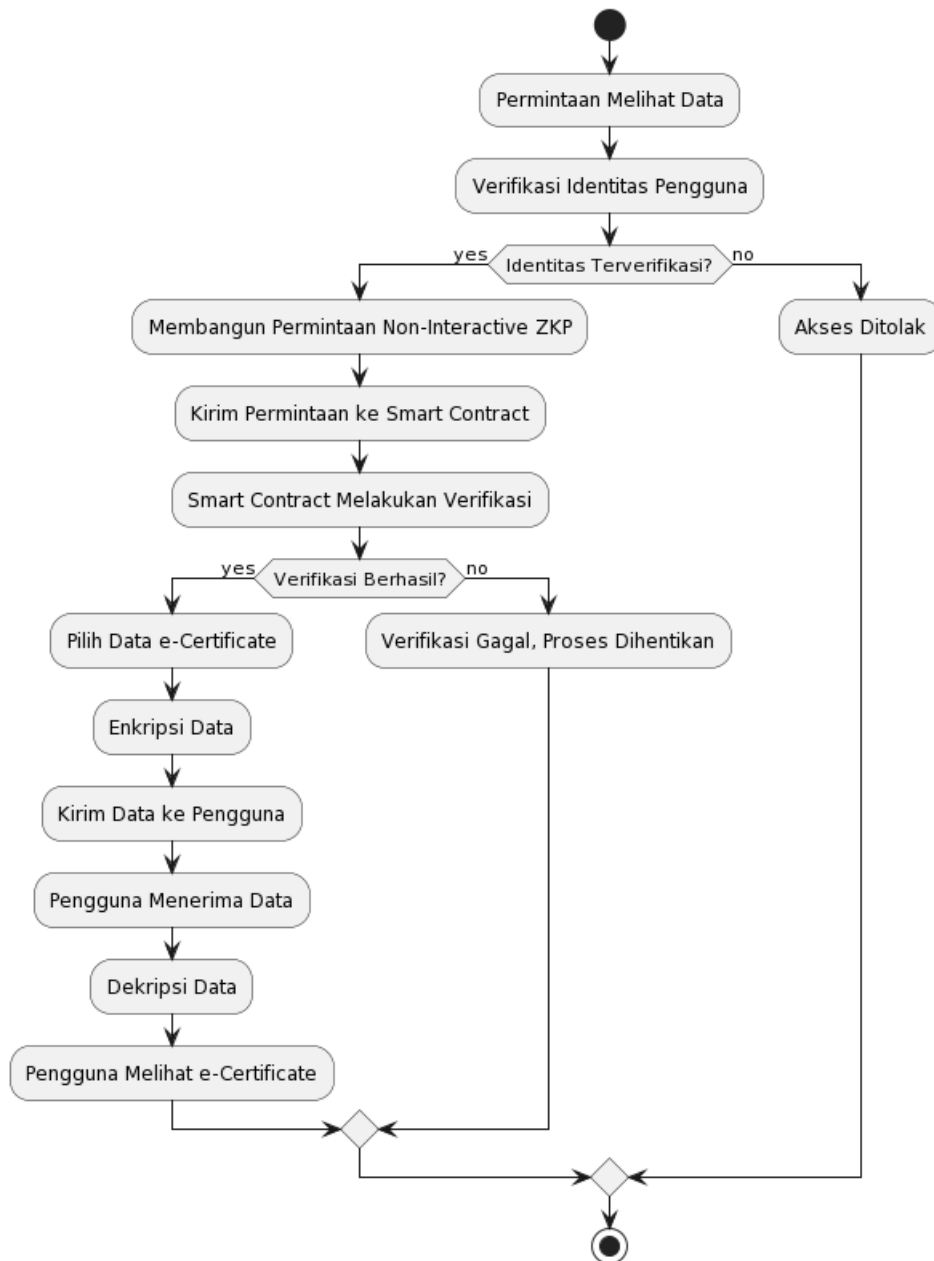 Permintaan Melihat Data
Verifikasi Identitas Pengguna
yes
Identitas Terverifikasi?
no
Membangun Permintaan Non-Interactive ZKP
Akses Ditolak
Kirim Permintaan ke Smart Contract
Smart Contract Melakukan Verifikasi
yes
Verifikasi Berhasil?
no
Pilih Data e-Certificate
Verifikasi Gagal, Proses Dihentikan
Enkripsi Data
Kirim Data ke Pengguna
Pengguna Menerima Data
Dekripsi Data
Pengguna Melihat e-Certificate